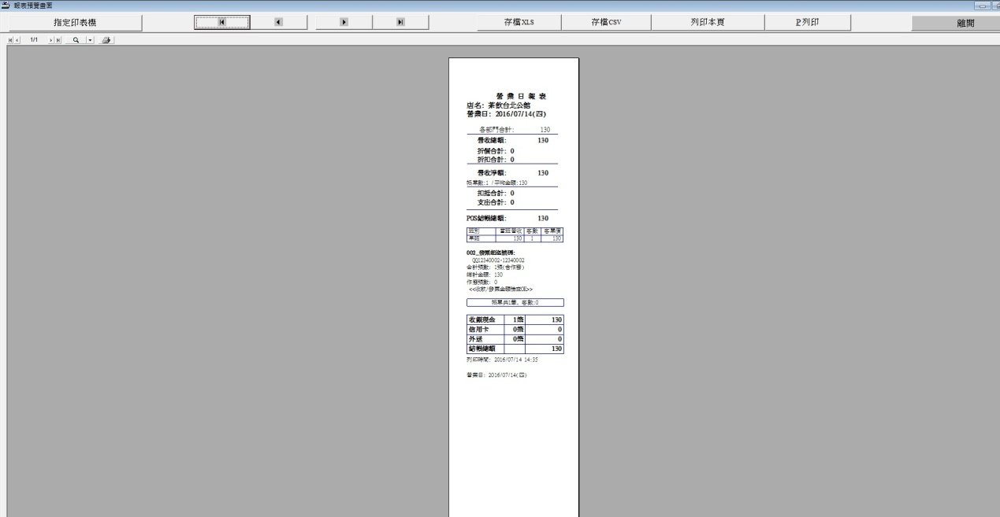 報表預覽畫面
指定印表機 存檔XLS 存檔CSV 列印本頁 P列印 離開
1/1
營 業 日 報 表
店名: 茶飲台北公館
營業日: 2016/07/14(四)
各部門合計: 130
營收總額: 130
折價合計: 0
折扣合計: 0
營收淨額: 130
帳單數:1 /平均金額:130
扣抵合計: 0
支出合計: 0
POS結帳總額: 130
班別 當班營收 客數 客單價
早班 130 1 130
002_發票起迄號碼:
QQ12340002-12340002
合計張數: 1張(含作廢)
總計金額: 130
作廢張數: 0
<<收款/發票金額檢查OK>>
帳單共1筆, 客數:0
收銀現金 1筆 130
信用卡 0筆 0
外送 0筆 0
結帳總額 130
列印時間: 2016/07/14 14:35
營業日: 2016/07/14(四)